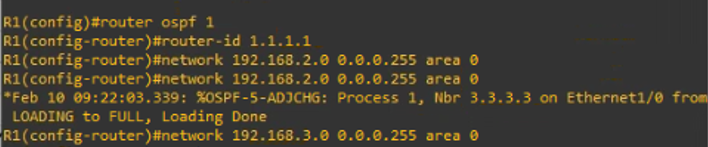 R1(config)#router ospf 1
R1(config-router)#router-id 1.1.1.1
R1(config-router)#network 192.168.2.0 0.0.0.255 area 0
R1(config-router)#network 192.168.2.0 0.0.0.255 area 0
*Feb 10 09:22:03.339: %OSPF-5-ADJCHG: Process 1, Nbr 3.3.3.3 on Ethernet1/0 from
LOADING to FULL, Loading Done
R1(config-router)#network 192.168.3.0 0.0.0.255 area 0